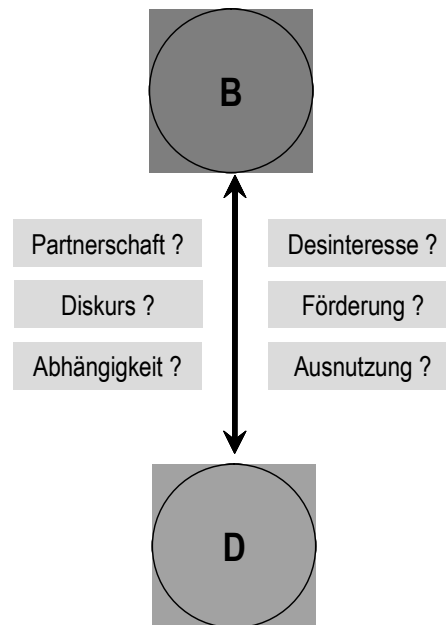 B
Partnerschaft ?
Desinteresse ?
Diskurs ?
Förderung ?
Abhängigkeit ?
Ausnutzung ?
D